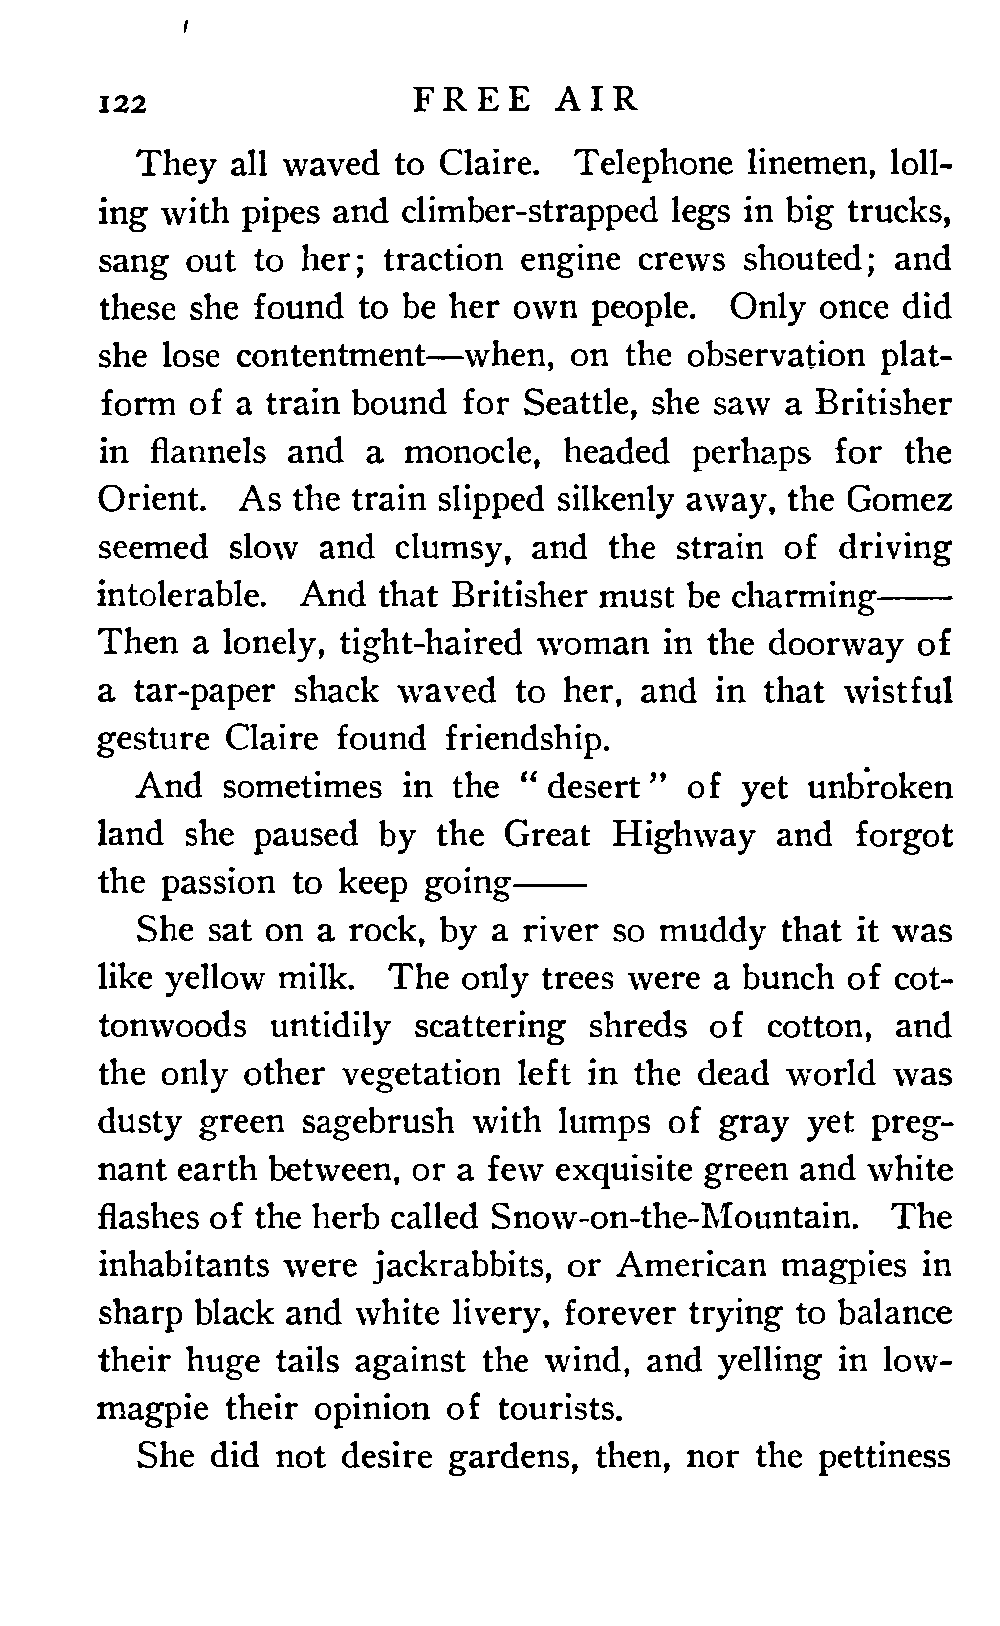 122 FREE AIR
They all waved to Claire. Telephone linemen, loll-
ing with pipes and climber-strapped legs in big trucks,
sang out to her; traction engine crews shouted; and
these she found to be her own people. Only once did
she lose contentment—when, on the observation plat-
form of a train bound for Seattle, she saw a Britisher
in flannels and a monocle, headed perhaps for the
Orient. As the train slipped silkenly away, the Gomez
seemed slow and clumsy, and the strain of driving
intolerable. And that Britisher must be charming——
Then a lonely, tight-haired woman in the doorway of
a tar-paper shack waved to her, and in that wistful
gesture Claire found friendship.
And sometimes in the “desert” of yet unbroken
land she paused by the Great Highway and forgot
the passion to keep going——
She sat on a rock, by a river so muddy that it was
like yellow milk. The only trees were a bunch of cot-
tonwoods untidily scattering shreds of cotton, and
the only other vegetation left in the dead world was
dusty green sagebrush with lumps of gray yet preg-
nant earth between, or a few exquisite green and white
flashes of the herb called Snow-on-the-Mountain. The
inhabitants were jackrabbits, or American magpies in
sharp black and white livery, forever trying to balance
their huge tails against the wind, and yelling in low-
magpie their opinion of tourists.
She did not desire gardens, then, nor the pettiness